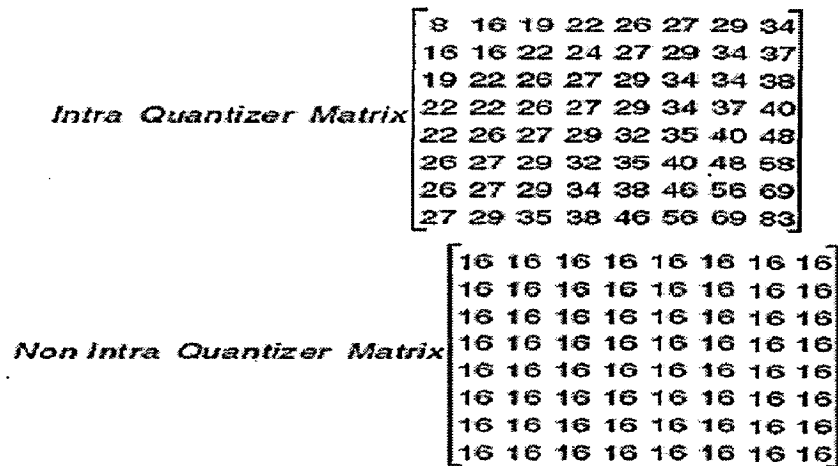 8 16 19 22 26 27 29 34
16 16 22 24 27 29 34 37
19 22 26 27 29 34 34 38
Intra Quantizer Matrix 22 22 26 27 29 34 37 40
22 26 27 29 32 35 40 48
26 27 29 32 35 40 48 58
26 27 29 34 38 46 56 69
27 29 35 38 46 56 69 83
16 16 16 16 16 16 16 16
16 16 16 16 16 16 16 16
16 16 16 16 16 16 16 16
Non Intra Quantizer Matrix 16 16 16 16 16 16 16 16
16 16 16 16 16 16 16 16
16 16 16 16 16 16 16 16
16 16 16 16 16 16 16 16
16 16 16 16 16 16 16 16